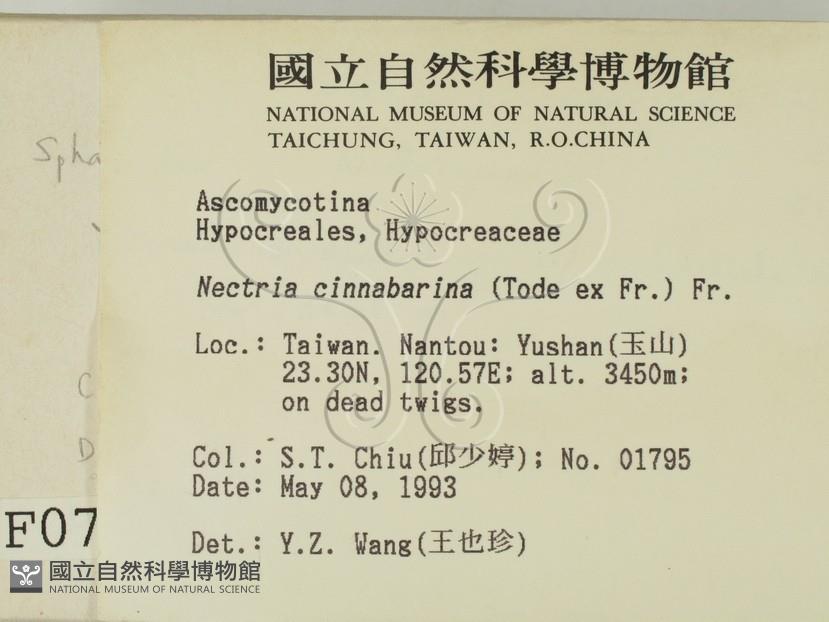 國立自然科學博物館
NATIONAL MUSEUM OF NATURAL SCIENCE
TAICHUNG, TAIWAN, R.O.CHINA
Spha
Ascomycotina
Hypocreales, Hypocreaceae
Nectria cinnabarina (Tode ex Fr.) Fr.
Loc.: Taiwan. Nantou: Yushan(玉山)
23.30N, 120.57E; alt. 3450m;
on dead twigs.
C
Col.: S.T. Chiu(邱少婷); No. 01795
D
Date: May 08, 1993
F07
Det.: Y.Z. Wang(王也珍)
國立自然科學博物館
NATIONAL MUSEUM OF NATURAL SCIENCE